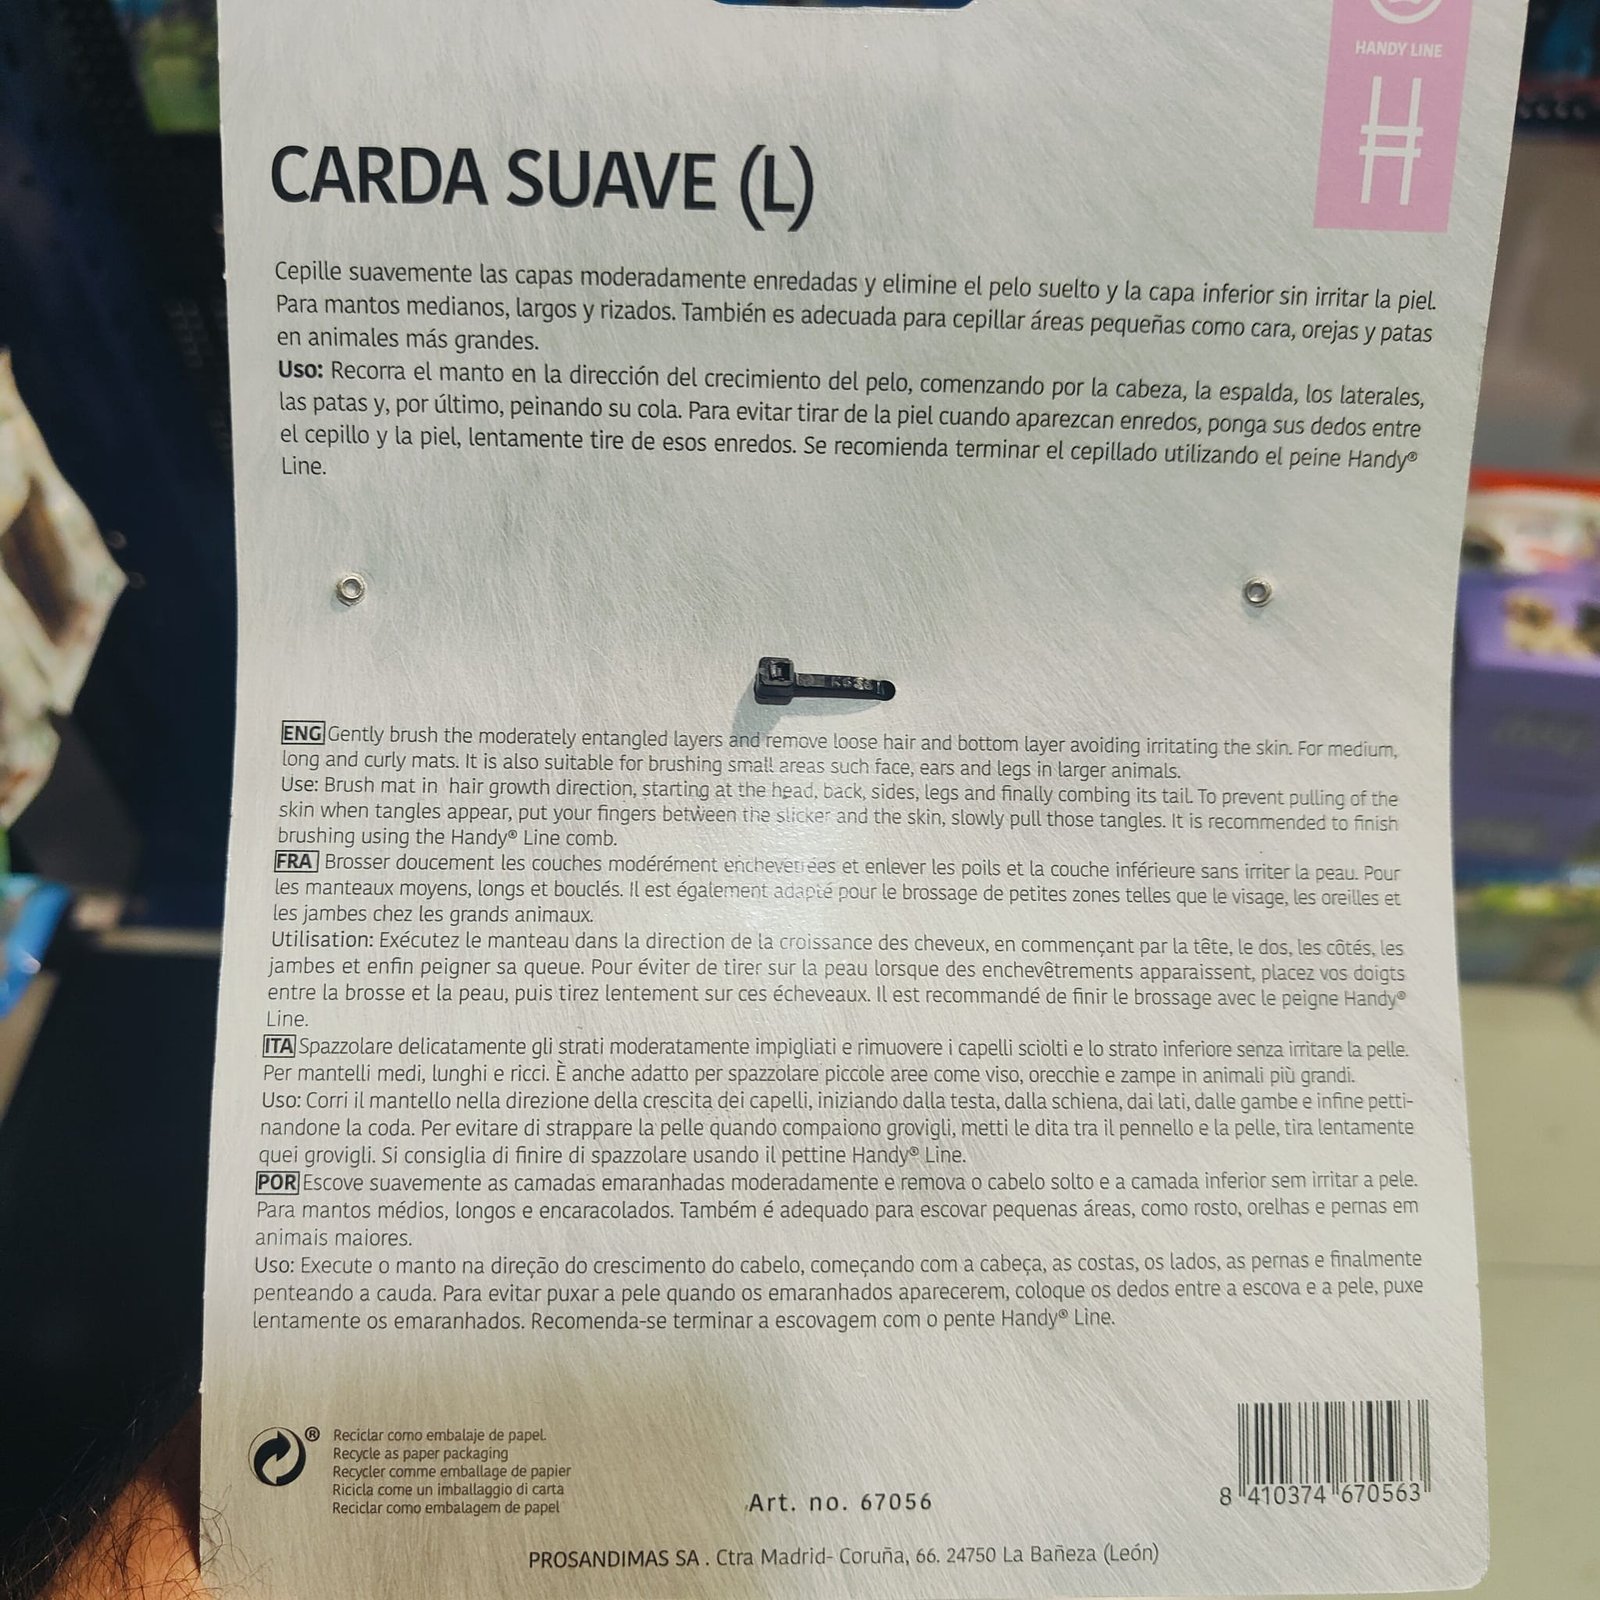 HANDY LINE
CARDA SUAVE (L)
Cepille suavemente las capas moderadamente enredadas y elimine el pelo suelto y la capa inferior sin irritar la piel.
Para mantos medianos, largos y rizados. También es adecuada para cepillar áreas pequeñas como cara, orejas y patas
en animales más grandes.
Uso: Recorra el manto en la dirección del crecimiento del pelo, comenzando por la cabeza, la espalda, los laterales,
las patas y, por último, peinando su cola. Para evitar tirar de la piel cuando aparezcan enredos, ponga sus dedos entre
el cepillo y la piel, lentamente tire de esos enredos. Se recomienda terminar el cepillado utilizando el peine Handy®
Line.
ENG Gently brush the moderately entangled layers and remove loose hair and bottom layer avoiding irritating the skin. For medium,
long and curly mats. It is also suitable for brushing small areas such face, ears and legs in larger animals.
Use: Brush mat in hair growth direction, starting at the head, back, sides, legs and finally combing its tail. To prevent pulling of the
skin when tangles appear, put your fingers between the slicker and the skin, slowly pull those tangles. It is recommended to finish
brushing using the Handy® Line comb.
FRA Brosser doucement les couches modérément enchevêtrées et enlever les poils et la couche inférieure sans irriter la peau. Pour
les manteaux moyens, longs et bouclés. Il est également adapté pour le brossage de petites zones telles que le visage, les oreilles et
les jambes chez les grands animaux.
Utilisation: Exécutez le manteau dans la direction de la croissance des cheveux, en commençant par la tête, le dos, les côtés, les
jambes et enfin peigner sa queue. Pour éviter de tirer sur la peau lorsque des enchevêtrements apparaissent, placez vos doigts
entre la brosse et la peau, puis tirez lentement sur ces écheveaux. Il est recommandé de finir le brossage avec le peigne Handy®
Line.
ITA Spazzolare delicatamente gli strati moderatamente impigliati e rimuovere i capelli sciolti e lo strato inferiore senza irritare la pelle.
Per mantelli medi, lunghi e ricci. È anche adatto per spazzolare piccole aree come viso, orecchie e zampe in animali più grandi.
Uso: Corri il mantello nella direzione della crescita dei capelli, iniziando dalla testa, dalla schiena, dai lati, dalle gambe e infine petti-
nandone la coda. Per evitare di strappare la pelle quando compaiono grovigli, metti le dita tra il pennello e la pelle, tira lentamente
quei grovigli. Si consiglia di finire di spazzolare usando il pettine Handy® Line.
POR Escove suavemente as camadas emaranhadas moderadamente e remova o cabelo solto e a camada inferior sem irritar a pele.
Para mantos médios, longos e encaracolados. Também é adequado para escovar pequenas áreas, como rosto, orelhas e pernas em
animais maiores.
Uso: Execute o manto na direção do crescimento do cabelo, começando com a cabeça, as costas, os lados, as pernas e finalmente
penteando a cauda. Para evitar puxar a pele quando os emaranhados aparecerem, coloque os dedos entre a escova e a pele, puxe
lentamente os emaranhados. Recomenda-se terminar a escovagem com o pente Handy® Line.
® Reciclar como embalaje de papel.
Recycle as paper packaging
Recycler comme emballage de papier
Ricicla come un imballaggio di carta
Reciclar como embalagem de papel
Art. no. 67056
8 410374 670563
PROSANDIMAS SA . Ctra Madrid- Coruña, 66. 24750 La Bañeza (León)